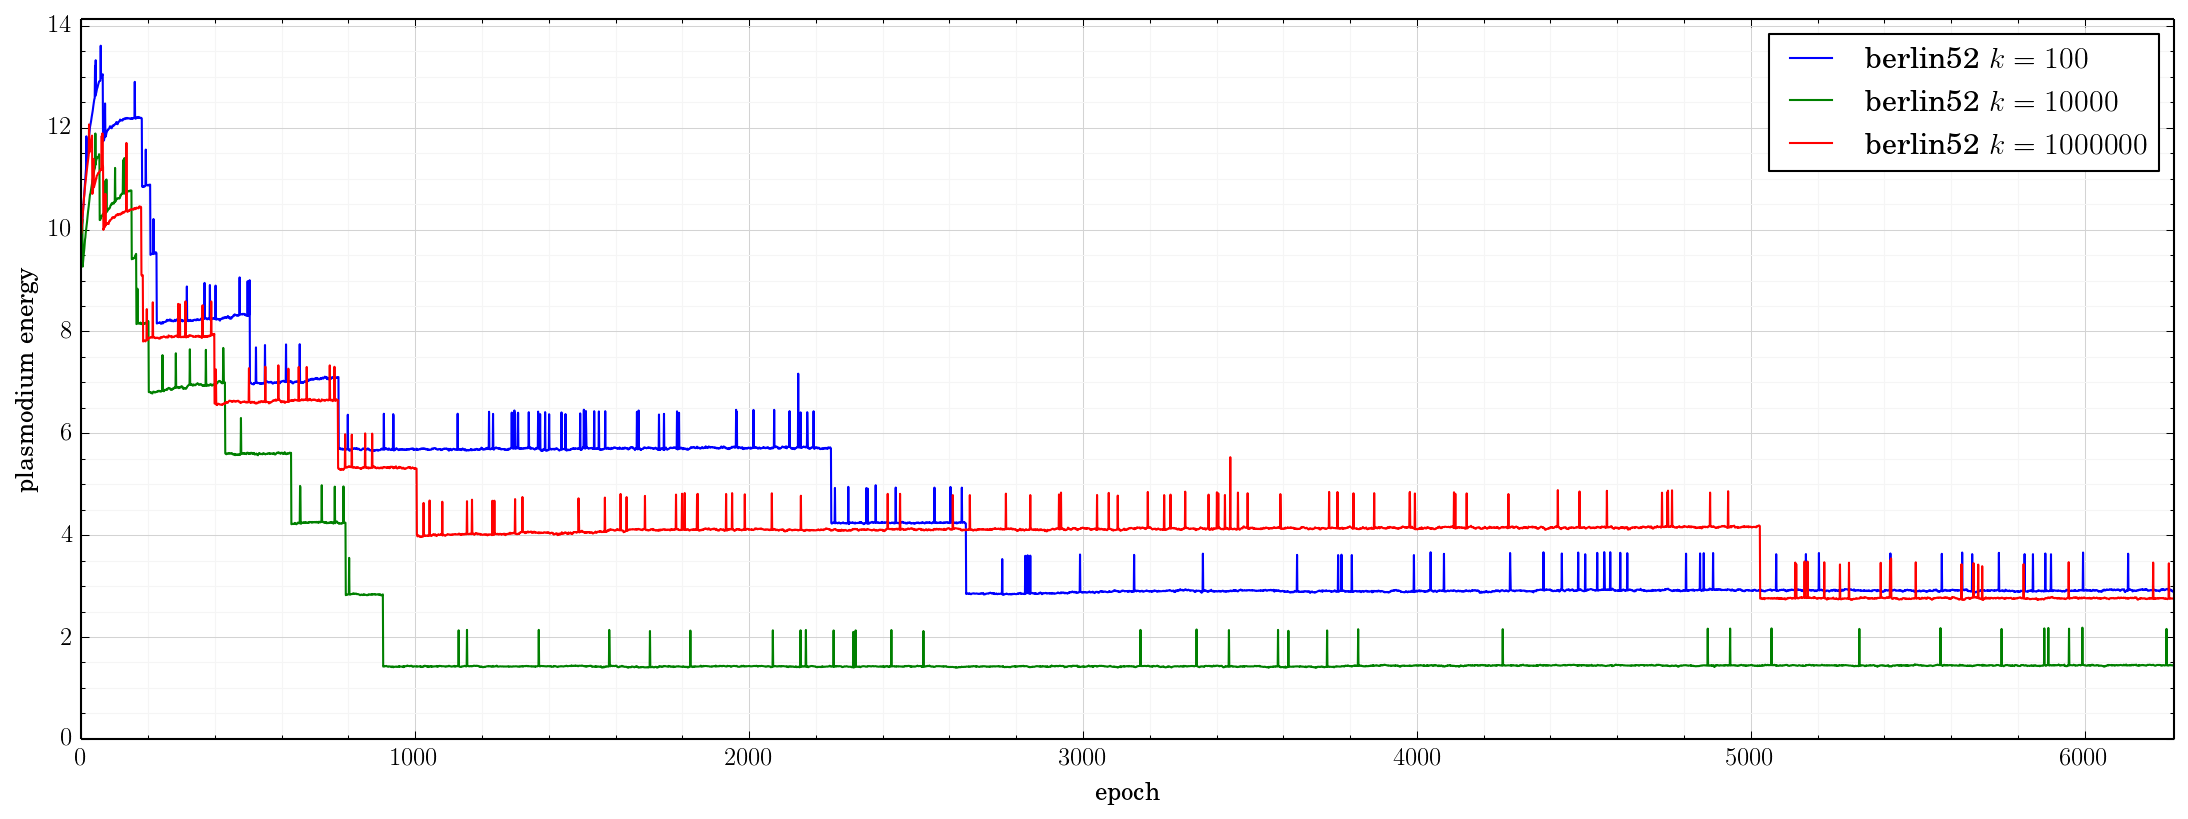 14
12
10
8
6
4
2
0
plasmodium energy
berlin52 k = 100
berlin52 k = 10000
berlin52 k = 1000000
0 1000 2000 3000 4000 5000 6000
epoch